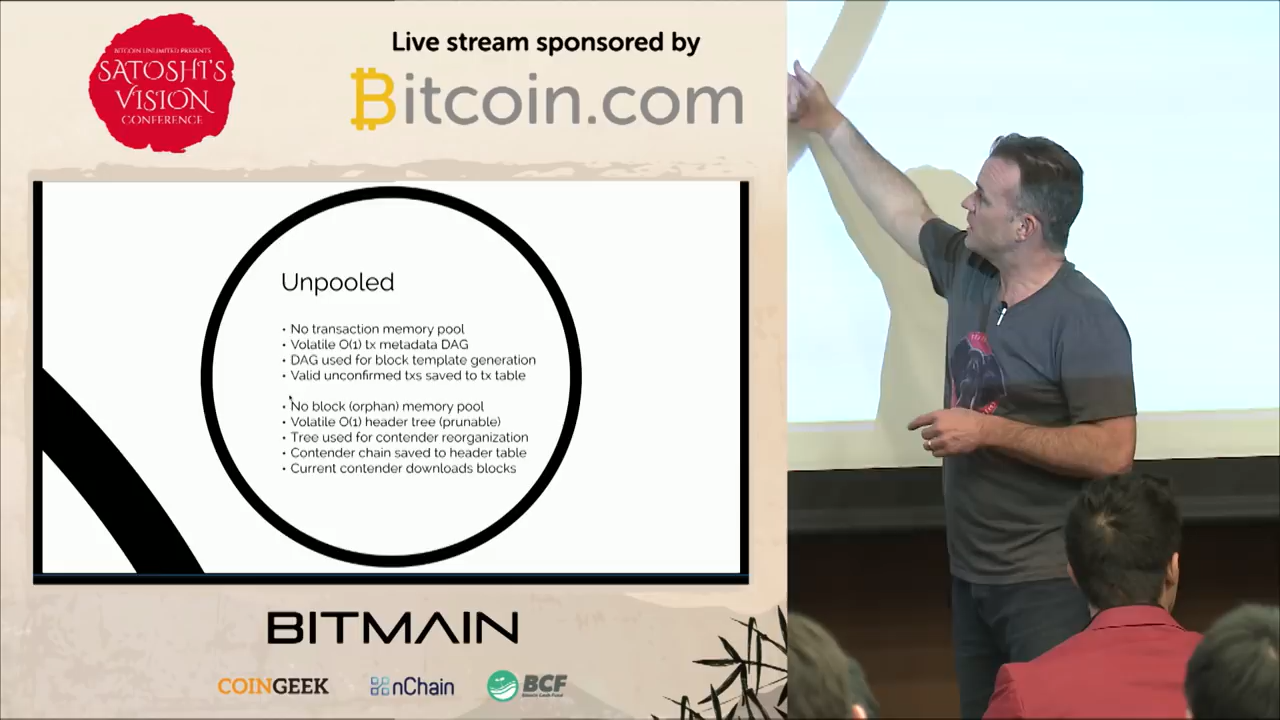 BITCOIN UNLIMITED PRESENTS
SATOSHI'S
VISION
CONFERENCE
Live stream sponsored by
Bitcoin.com
Unpooled
• No transaction memory pool
• Volatile O(1) tx metadata DAG
• DAG used for block template generation
• Valid unconfirmed txs saved to tx table
• No block (orphan) memory pool
• Volatile O(1) header tree (prunable)
• Tree used for contender reorganization
• Contender chain saved to header table
• Current contender downloads blocks
BITMAIN
COINGEEK
nChain
BCF
Bitcoin Cash Fund